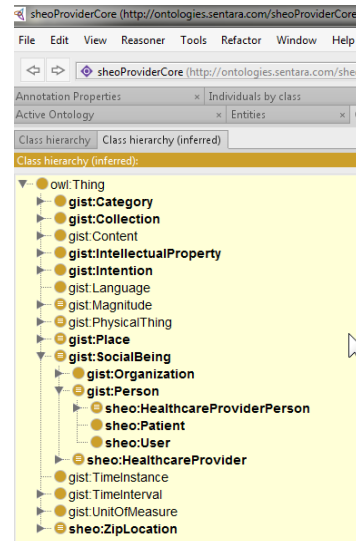 sheoProviderCore (http://ontologies.sentara.com/sheoProviderCore
File Edit View Reasoner Tools Refactor Window Help
sheoProviderCore (http://ontologies.sentara.com/she
Annotation Properties × Individuals by class
Active Ontology × Entities ×
Class hierarchy Class hierarchy (inferred)
Class hierarchy (inferred):
owl:Thing
gist:Category
gist:Collection
gist:Content
gist:IntellectualProperty
gist:Intention
gist:Language
gist:Magnitude
gist:PhysicalThing
gist:Place
gist:SocialBeing
gist:Organization
gist:Person
sheo:HealthcareProviderPerson
sheo:Patient
sheo:User
sheo:HealthcareProvider
gist:TimeInstance
gist:TimeInterval
gist:UnitOfMeasure
sheo:ZipLocation